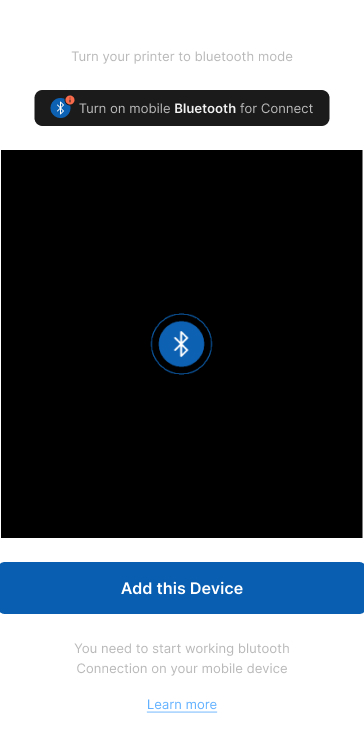 Turn your printer to bluetooth mode
Turn on mobile Bluetooth for Connect
Add this Device
You need to start working blutooth
Connection on your mobile device
Learn more